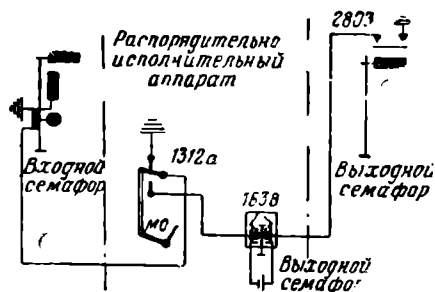 2803
Распорядительно
исполнительный
аппарат
1312а
Входной
семафор
Выходной
семафор
мо
1638
Выходной
семафор